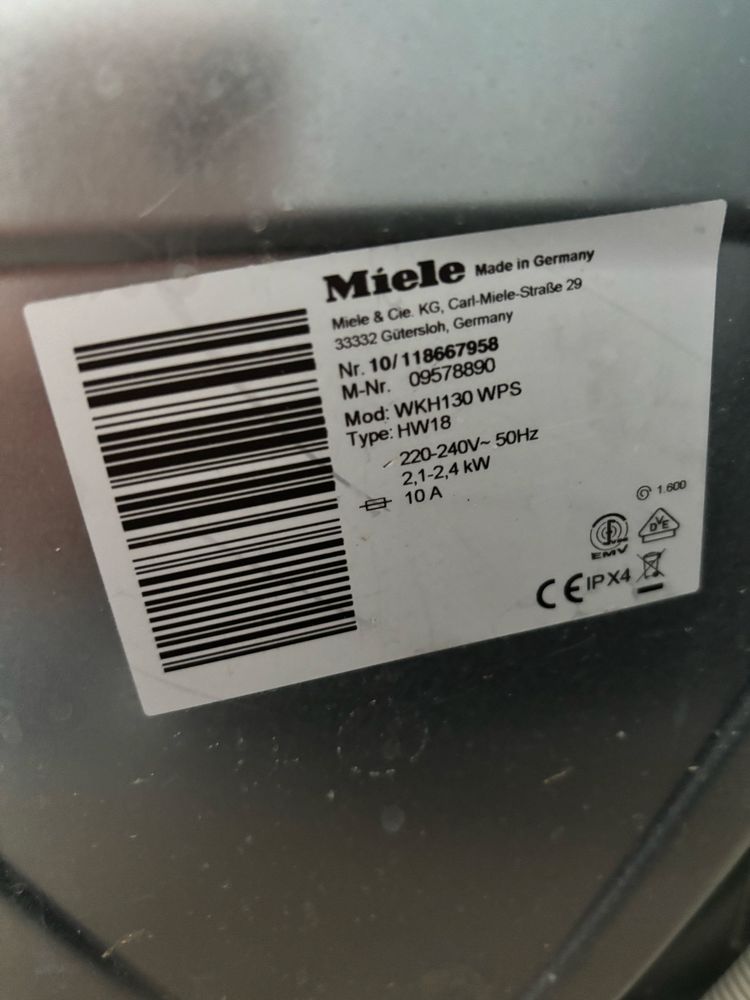 Miele Made in Germany
Miele & Cie. KG, Carl-Miele-Straße 29
33332 Gütersloh, Germany
Nr. 10/118667958
M-Nr. 09578890
Mod: WKH130 WPS
Type: HW18
220-240V~ 50Hz
2,1-2,4 kW
10 A
1.600
DVE
EMV
CE IPX4